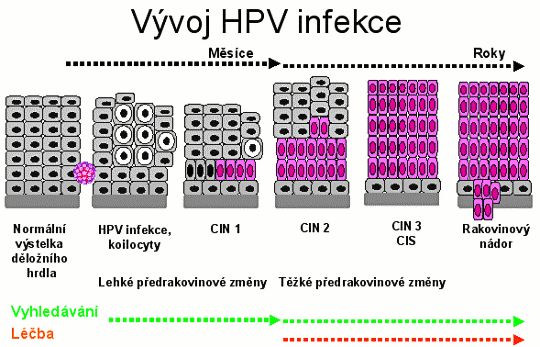 Vývoj HPV infekce
Měsíce
Roky
Normální
výstelka
děložního
hrdla
HPV infekce,
koilocyty
CIN 1
CIN 2
CIN 3
CIS
Rakovinový
nádor
Lehké předrakovinové změny
Těžké předrakovinové změny
Vyhledávání
Léčba